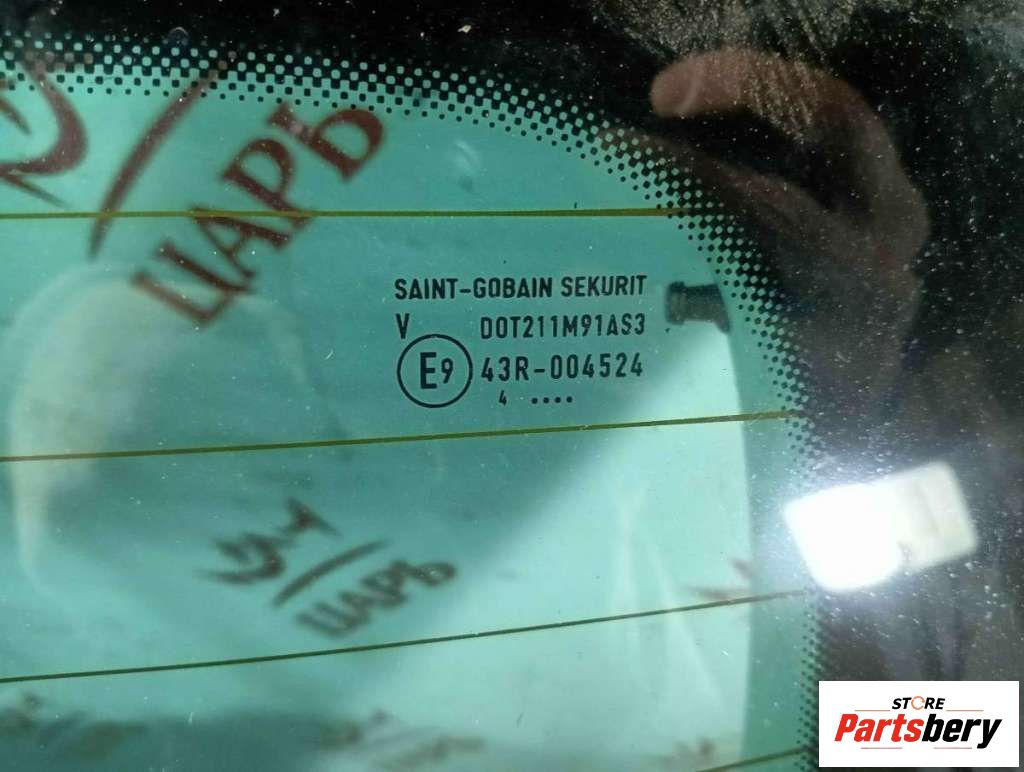 ЦАРЬ
SAINT-GOBAIN SEKURIT
V DOT211M91AS3
E9 43R-004524
4 ....
ЦАРЬ
STORE
Partsbery